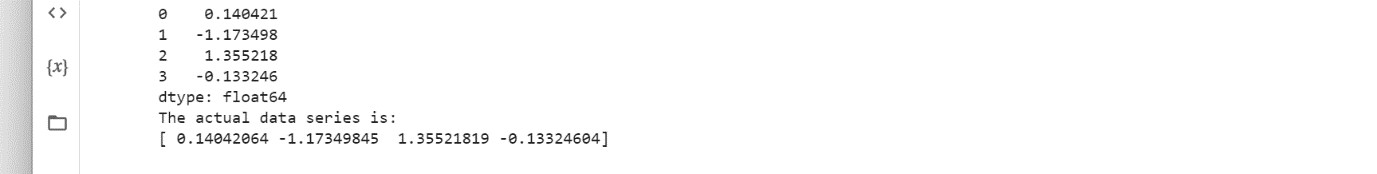 <>
0    0.140421
1   -1.173498
2    1.355218
3   -0.133246
{x}
dtype: float64
The actual data series is:
[ 0.14042064 -1.17349845  1.35521819 -0.13324604]